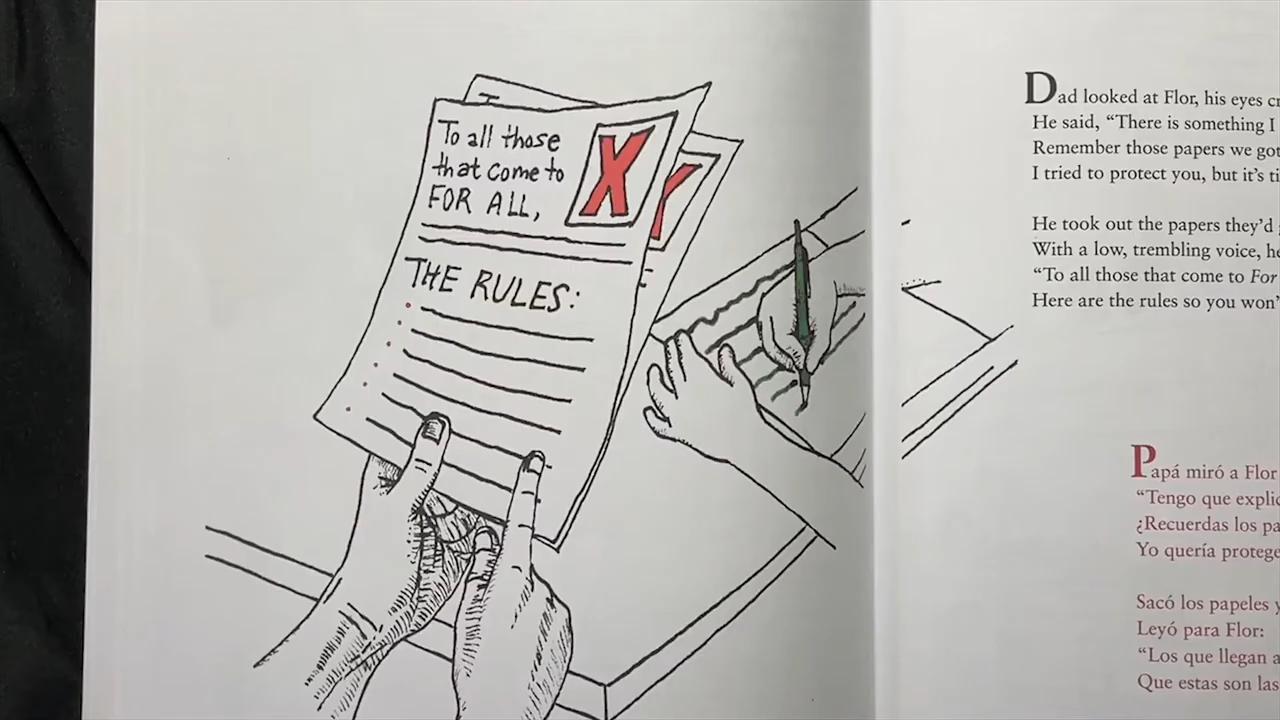 To all those
that come to
FOR ALL,
X
Y
THE RULES:
Dad looked at Flor, his eyes
He said, “There is something I
Remember those papers we got
I tried to protect you, but it’s
He took out the papers they’d
With a low, trembling voice,
“To all those that come to For
Here are the rules so you won’
Papá miró a Flor
“Tengo que
¿Recuerdas los
Yo quería
Sacó los papeles y
Leyó para Flor:
“Los que llegan a
Que estas son las